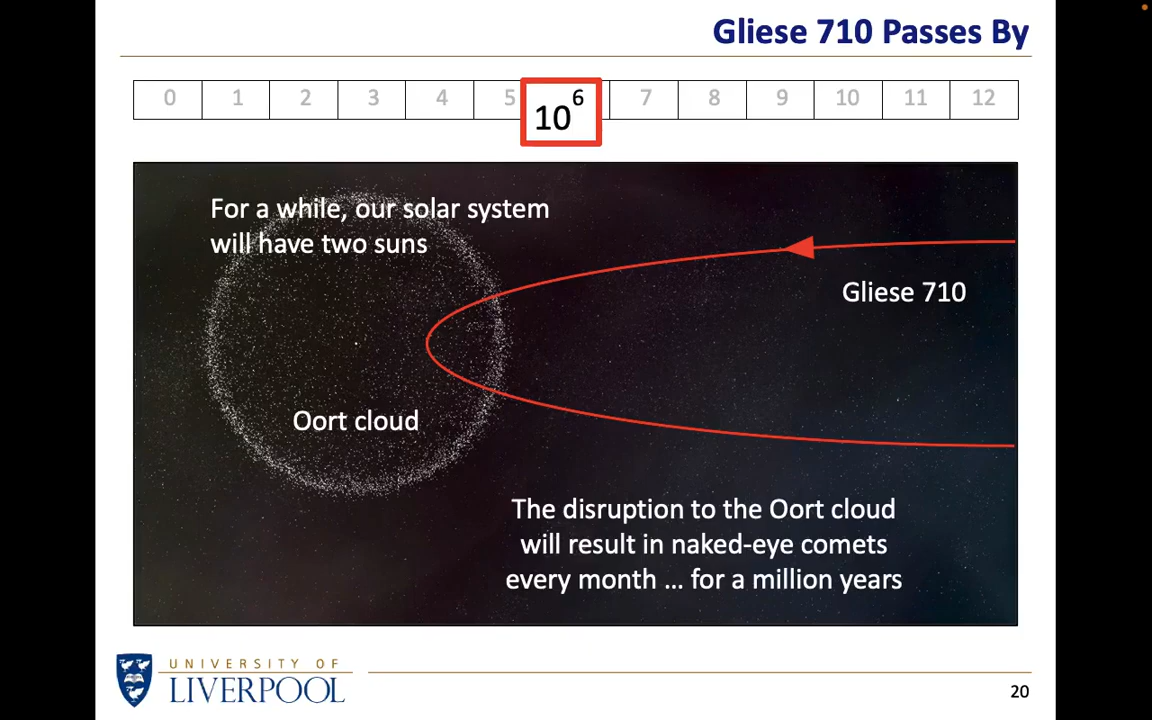 Gliese 710 Passes By
0 1 2 3 4 5 10⁶ 7 8 9 10 11 12
For a while, our solar system
will have two suns
Gliese 710
Oort cloud
The disruption to the Oort cloud
will result in naked-eye comets
every month ... for a million years
UNIVERSITY OF
LIVERPOOL
20